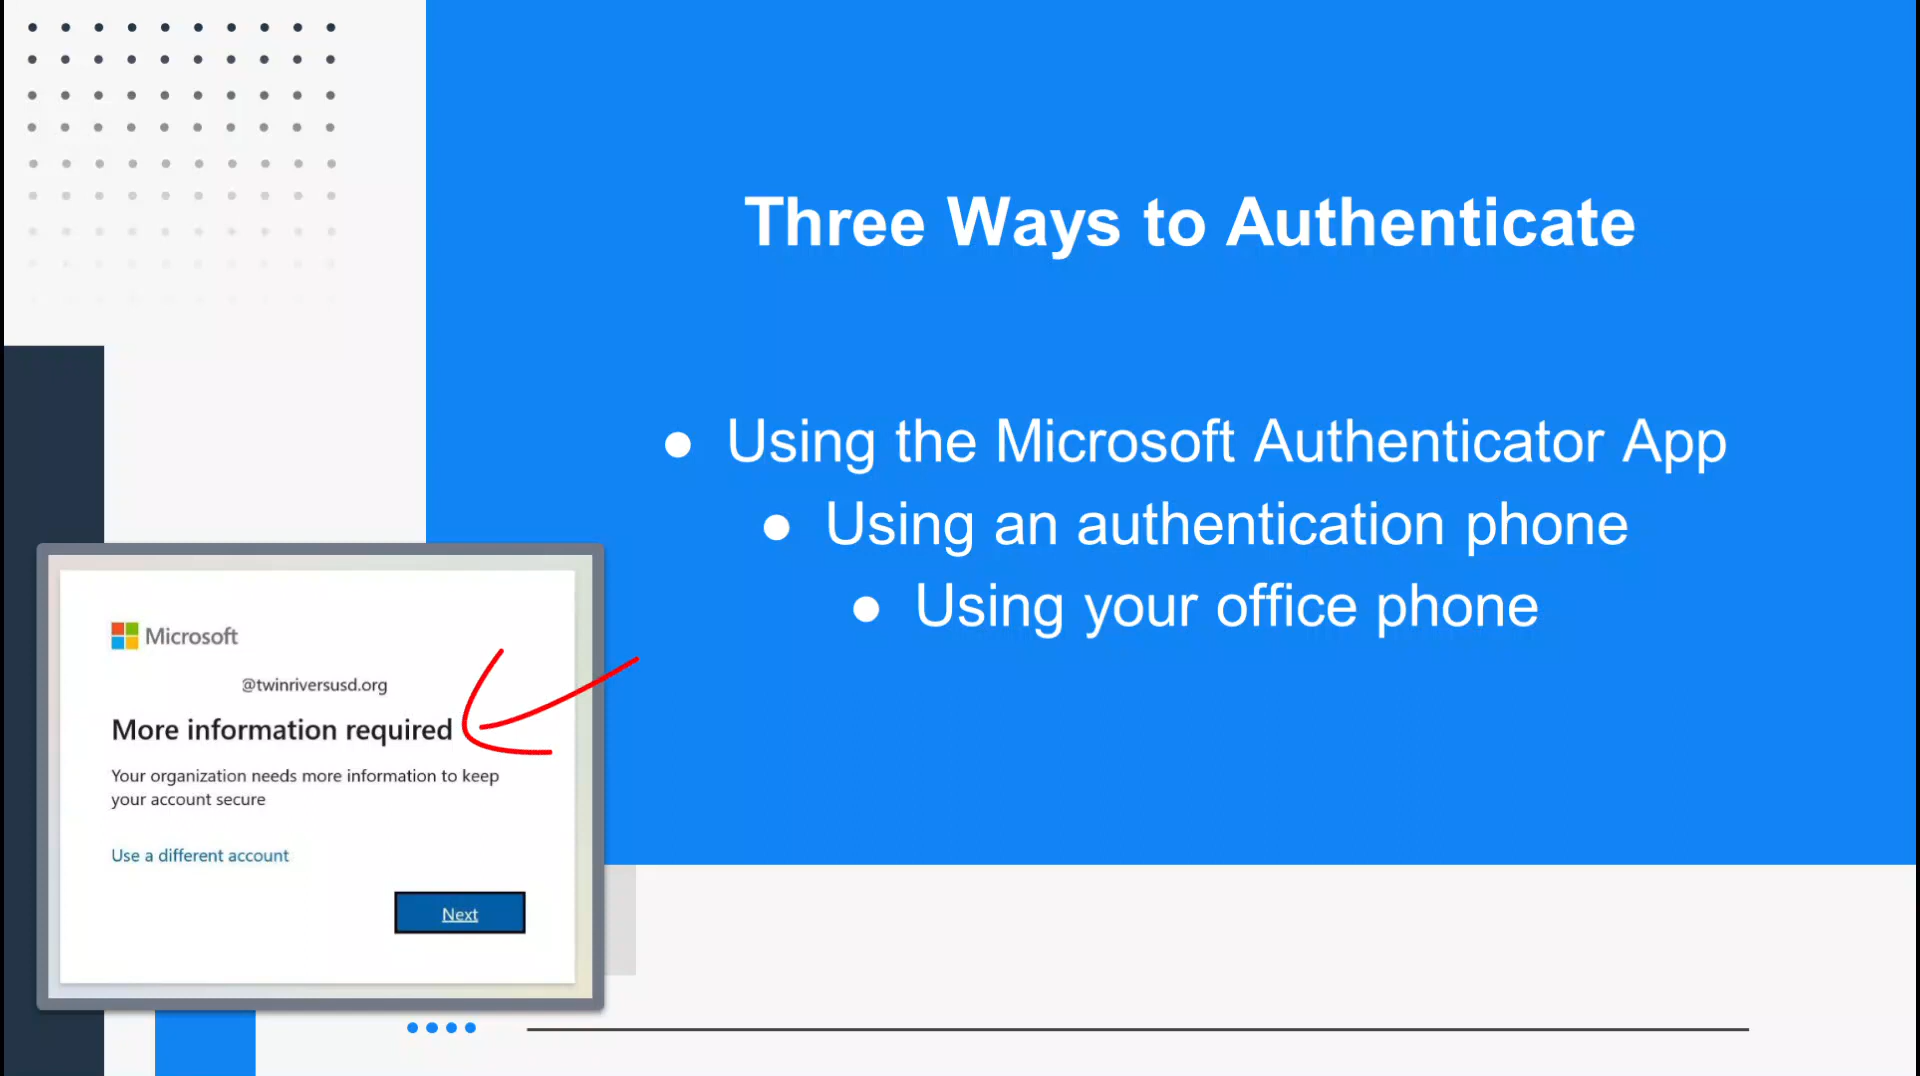 Three Ways to Authenticate
● Using the Microsoft Authenticator App
● Using an authentication phone
● Using your office phone
Microsoft
@twinriversusd.org
More information required
Your organization needs more information to keep
your account secure
Use a different account
Next